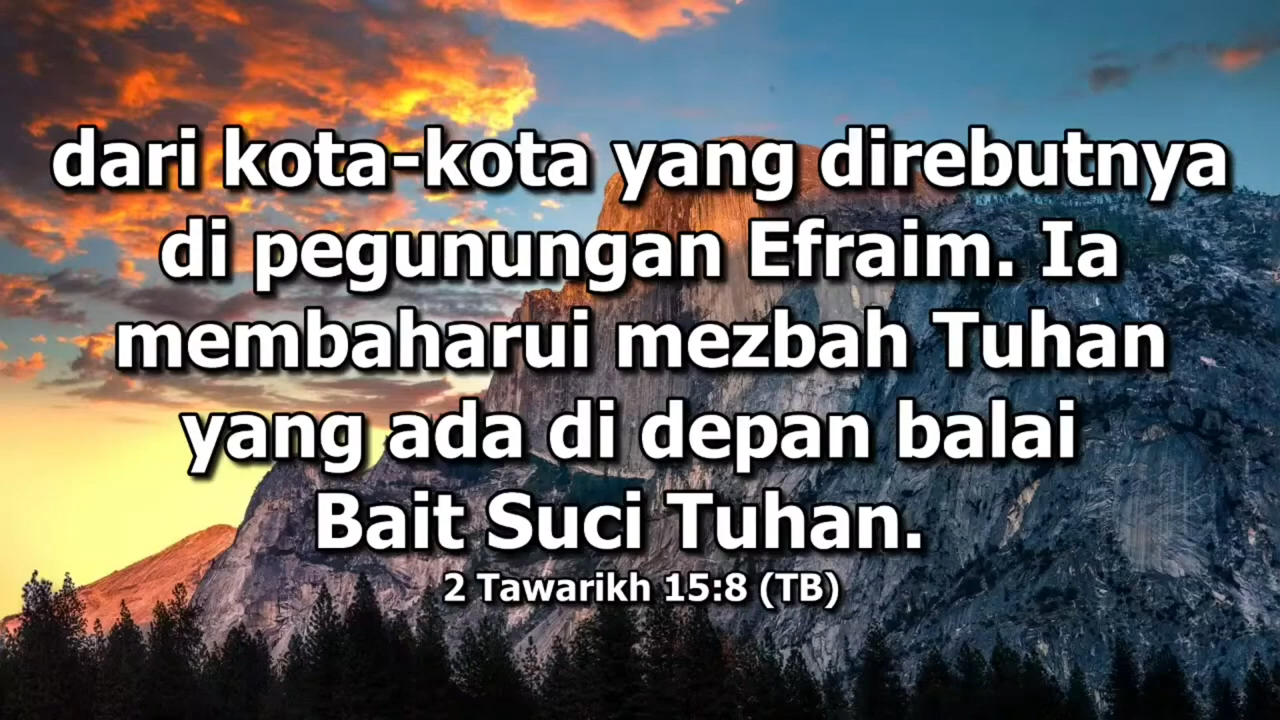 dari kota-kota yang direbutnya
di pegunungan Efraim. Ia
membaharui mezbah Tuhan
yang ada di depan balai
Bait Suci Tuhan.
2 Tawarikh 15:8 (TB)